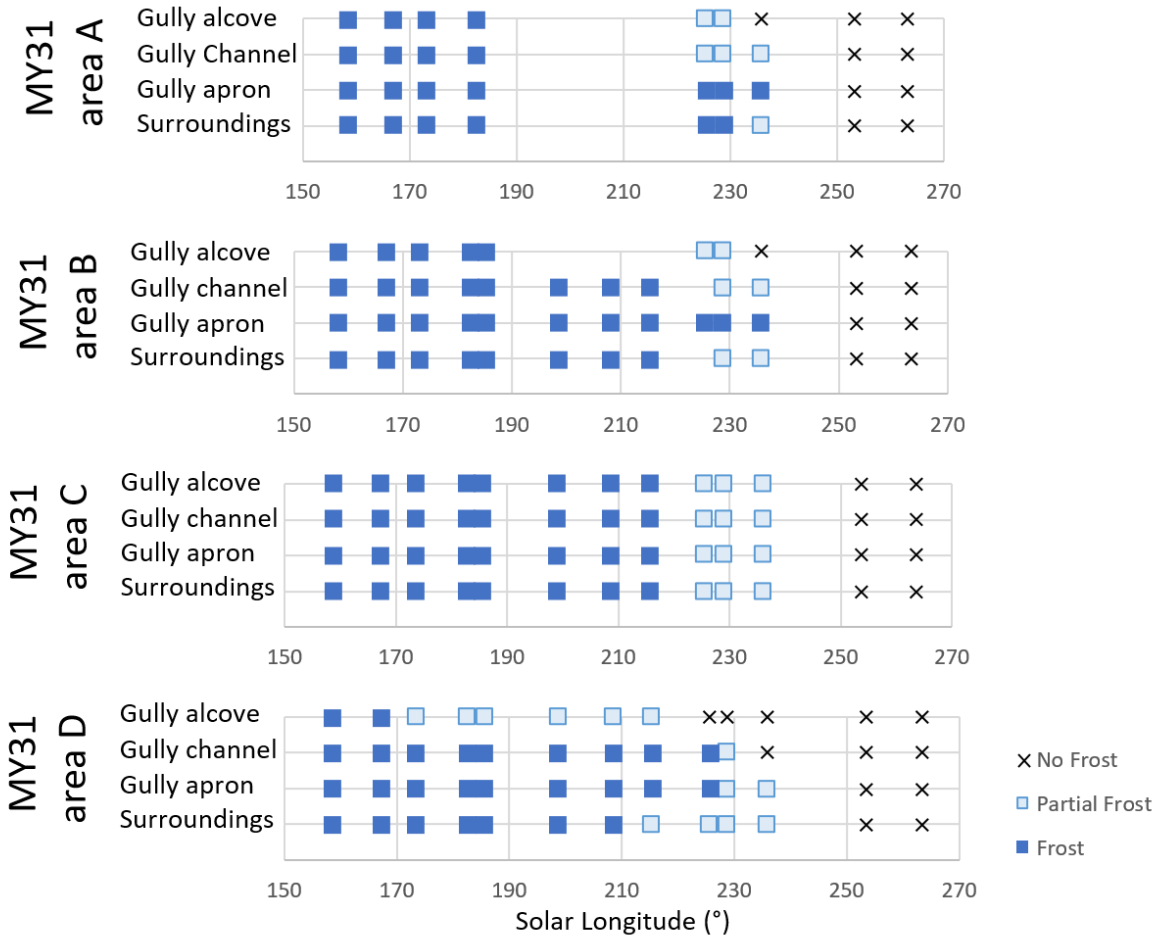 MY31
area A
Gully alcove
Gully Channel
Gully apron
Surroundings
150 170 190 210 230 250 270
MY31
area B
Gully alcove
Gully channel
Gully apron
Surroundings
150 170 190 210 230 250 270
MY31
area C
Gully alcove
Gully channel
Gully apron
Surroundings
150 170 190 210 230 250 270
MY31
area D
Gully alcove
Gully channel
Gully apron
Surroundings
150 170 190 210 230 250 270
Solar Longitude (°)
No Frost
Partial Frost
Frost